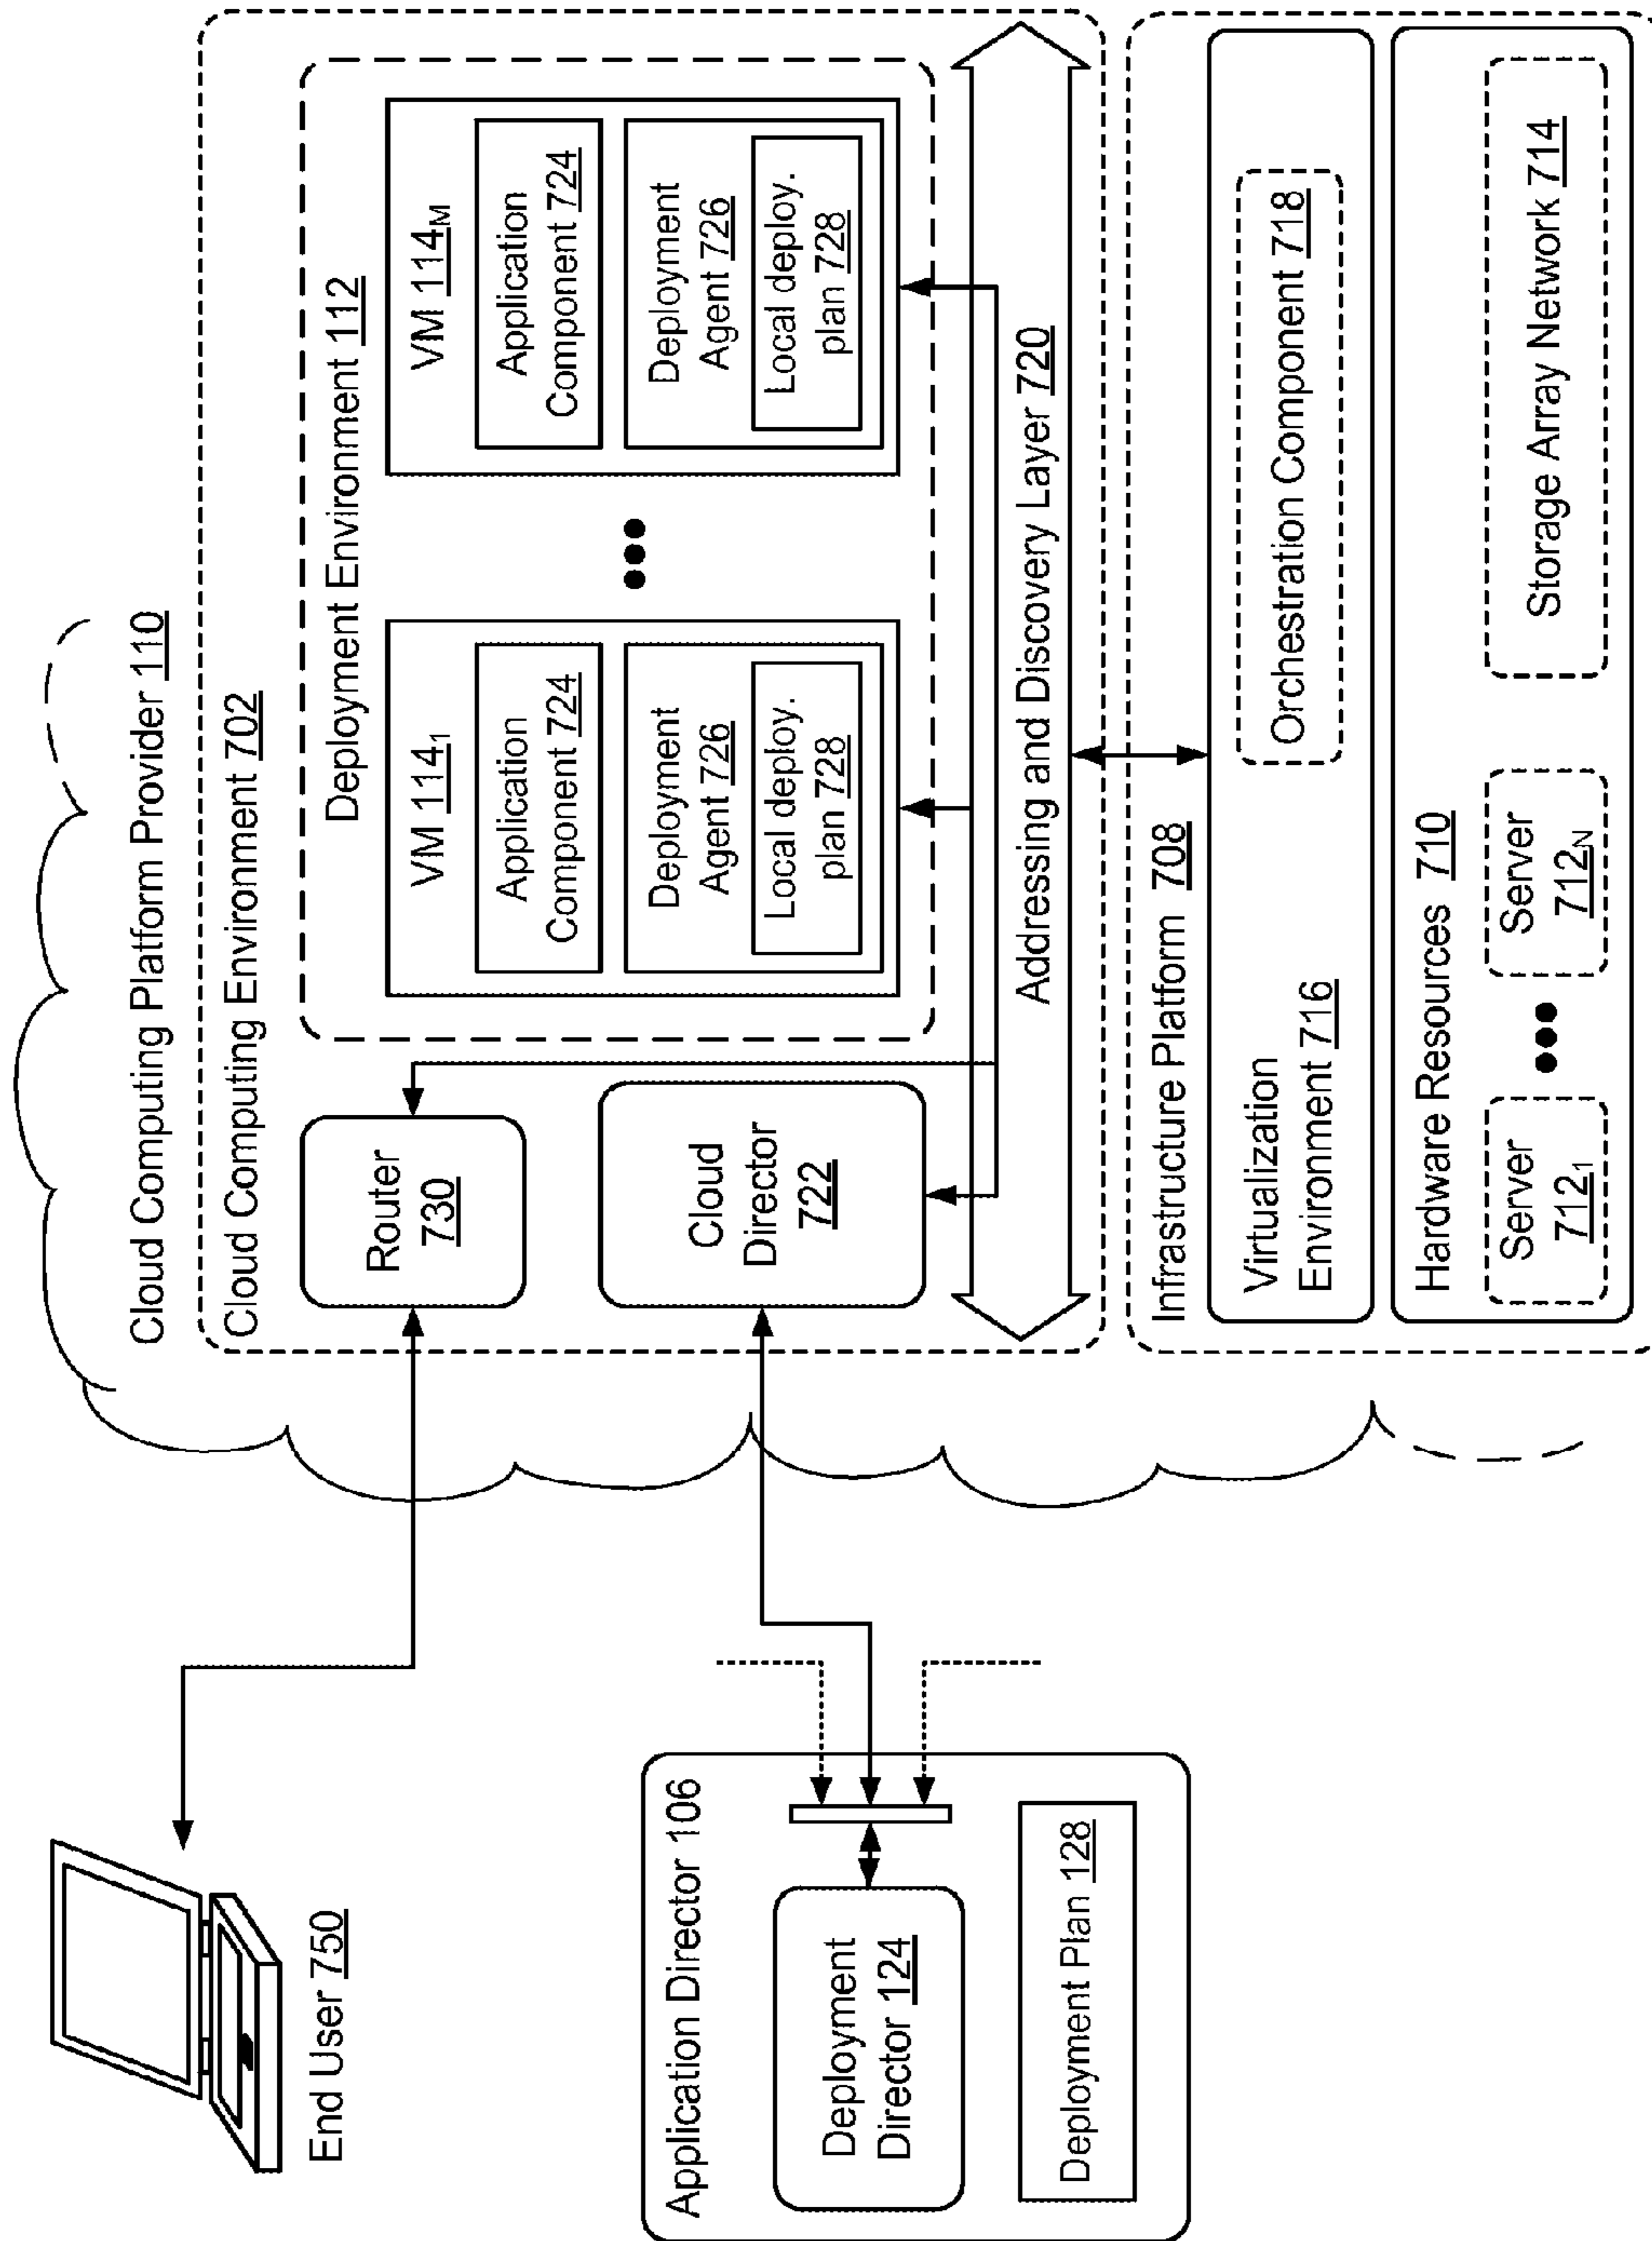 Cloud Computing Platform Provider 110
Cloud Computing Environment 702
Deployment Environment 112
Router
730
Cloud
Director
722
VM 114₁
Application
Component 724
Deployment
Agent 726
Local deploy.
plan 728
VM 114M
Application
Component 724
Deployment
Agent 726
Local deploy.
plan 728
Addressing and Discovery Layer 720
Infrastructure Platform 708
Virtualization
Environment 716
Orchestration Component 718
Hardware Resources 710
Server
712₁
Server
712N
Storage Array Network 714
End User 750
Application Director 106
Deployment
Director 124
Deployment Plan 128